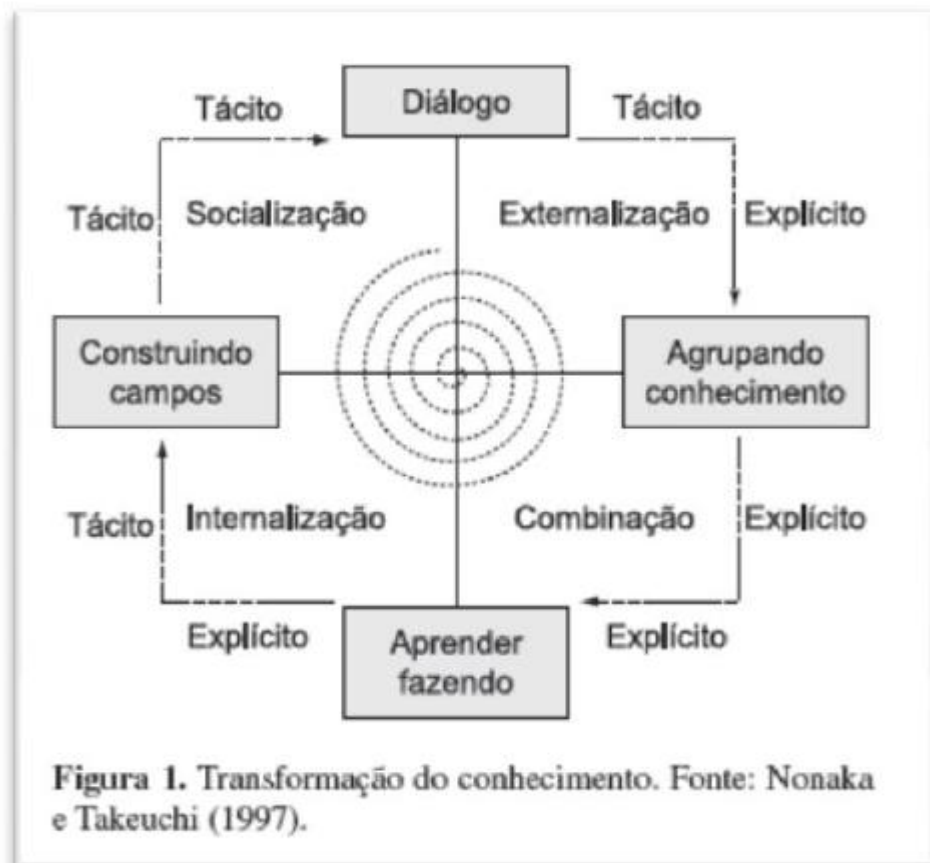 Diálogo
Tácito
Tácito
Tácito
Socialização
Externalização
Explícito
Construindo
campos
Agrupando
conhecimento
Tácito
Internalização
Combinação
Explícito
Explícito
Explícito
Aprender
fazendo
Figura 1. Transformação do conhecimento. Fonte: Nonaka
e Takeuchi (1997).